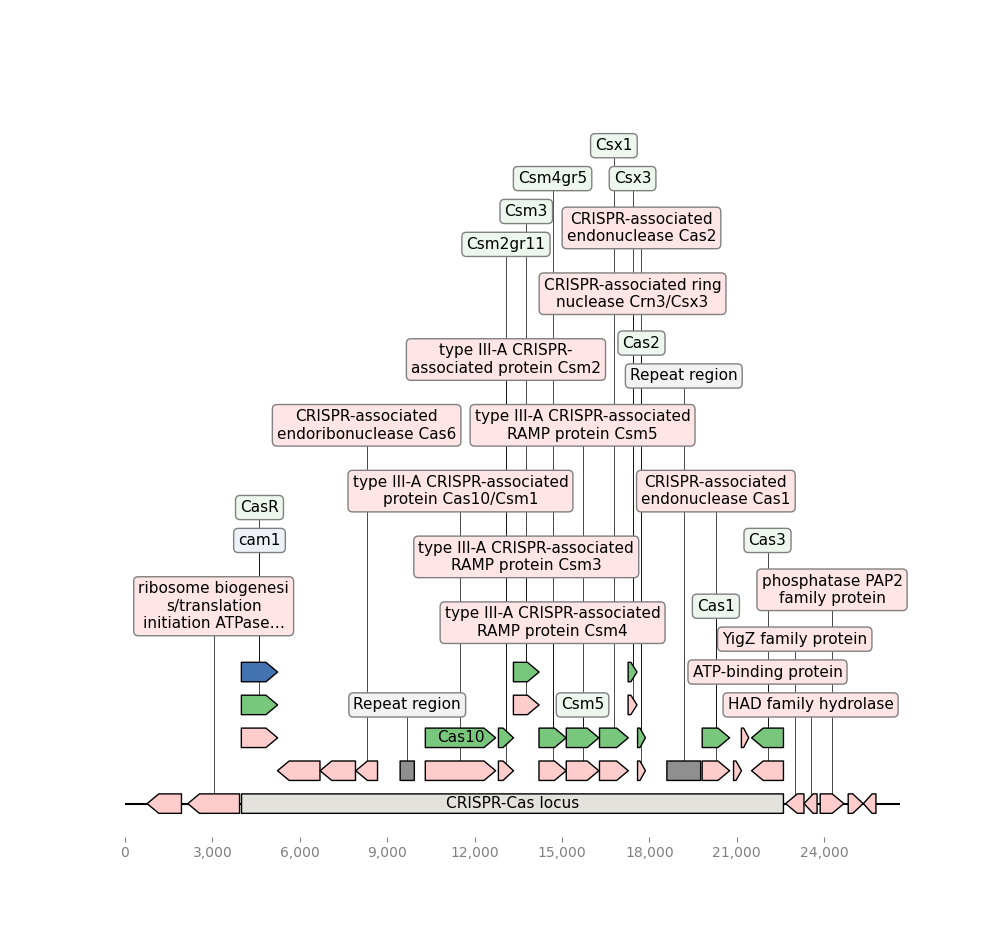 Csx1
Csm4gr5
Csx3
Csm3
CRISPR-associated
endonuclease Cas2
Csm2gr11
CRISPR-associated ring
nuclease Crn3/Csx3
Cas2
type III-A CRISPR-
associated protein Csm2
Repeat region
CRISPR-associated
endoribonuclease Cas6
type III-A CRISPR-associated
RAMP protein Csm5
type III-A CRISPR-associated
protein Cas10/Csm1
CRISPR-associated
endonuclease Cas1
CasR
cam1
Cas3
type III-A CRISPR-associated
RAMP protein Csm3
ribosome biogenesi
s/translation
initiation ATPase...
phosphatase PAP2
family protein
Cas1
type III-A CRISPR-associated
RAMP protein Csm4
YigZ family protein
ATP-binding protein
Repeat region
Csm5
HAD family hydrolase
Cas10
CRISPR-Cas locus
0
3,000
6,000
9,000
12,000
15,000
18,000
21,000
24,000